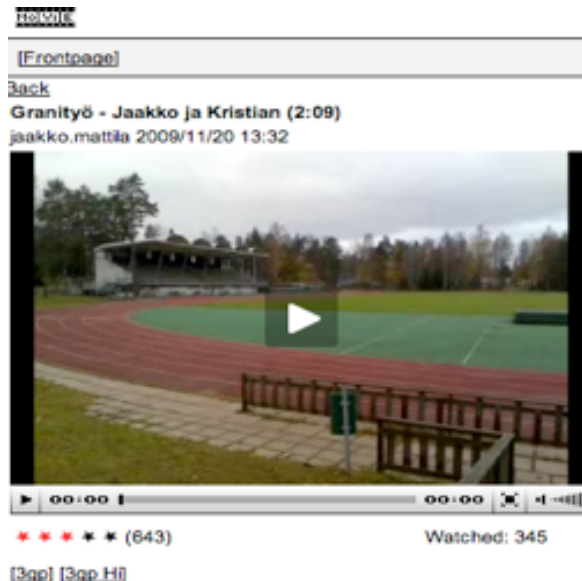 MOVIE
[Frontpage]
Back
Granityö - Jaakko ja Kristian (2:09)
jaakko.mattila 2009/11/20 13:32
00:00 00:00
(643) Watched: 345
[3gp] [3gp Hi]